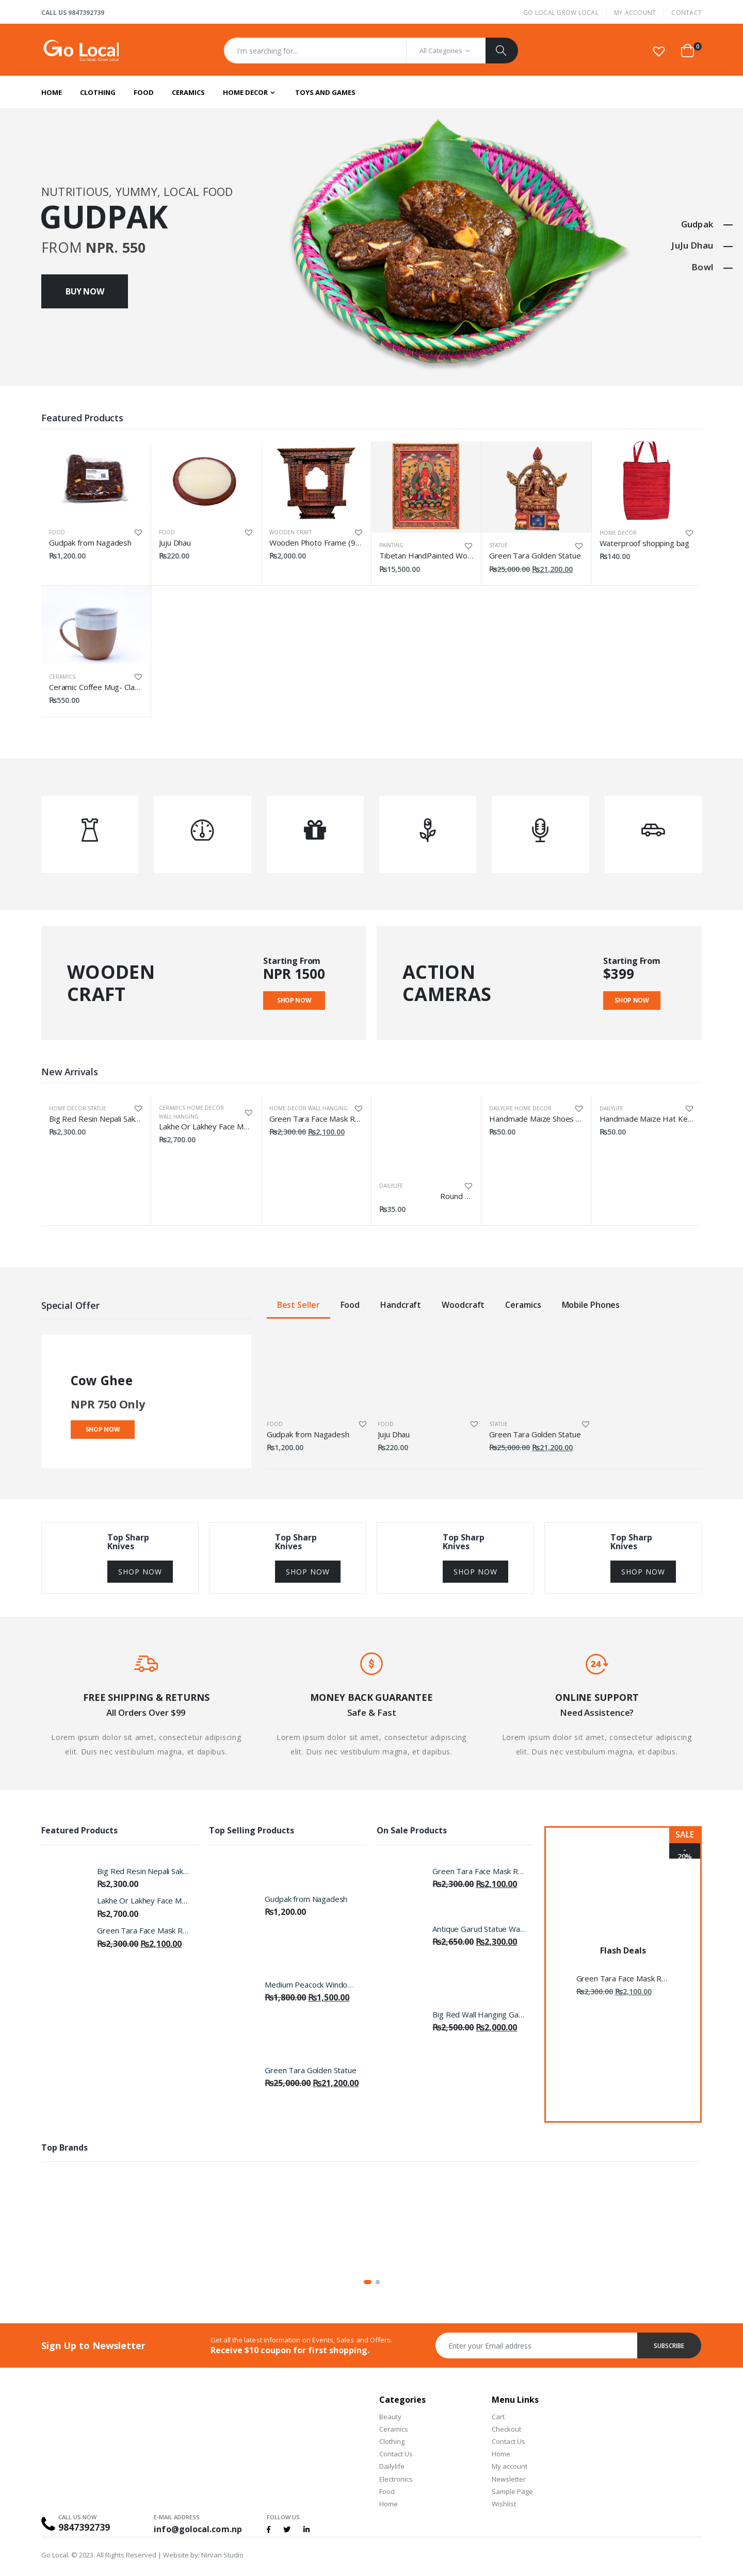 CALL US 9847392739
GO LOCAL GROW LOCAL
MY ACCOUNT
CONTACT
Go Local
Go local, Grow Local
I'm searching for...
All Categories
0
HOME
CLOTHING
FOOD
CERAMICS
HOME DECOR
TOYS AND GAMES
NUTRITIOUS, YUMMY, LOCAL FOOD
GUDPAK
FROM NPR. 550
BUY NOW
Gudpak
JuJu Dhau
Bowl
Featured Products
FOOD
Gudpak from Nagadesh
₨1,200.00
FOOD
Juju Dhau
₨220.00
WOODEN CRAFT
Wooden Photo Frame (9...
₨2,000.00
PAINTING
Tibetan HandPainted Wo...
₨15,500.00
STATUE
Green Tara Golden Statue
₨25,000.00 ₨21,200.00
HOME DECOR
Waterproof shopping bag
₨140.00
CERAMICS
Ceramic Coffee Mug- Cla...
₨550.00
WOODEN
CRAFT
Starting From
NPR 1500
SHOP NOW
ACTION
CAMERAS
Starting From
$399
SHOP NOW
New Arrivals
HOME DECOR STATUE
Big Red Resin Nepali Sak...
₨2,300.00
CERAMICS HOME DECOR
WALL HANGING
Lakhe Or Lakhey Face M...
₨2,700.00
HOME DECOR WALL HANGING
Green Tara Face Mask R...
₨2,300.00 ₨2,100.00
DAILYLIFE
Round ...
₨35.00
DAILYLIFE HOME DECOR
Handmade Maize Shoes ...
₨50.00
DAILYLIFE
Handmade Maize Hat Ke...
₨50.00
Special Offer
Cow Ghee
NPR 750 Only
SHOP NOW
Best Seller
Food
Handcraft
Woodcraft
Ceramics
Mobile Phones
FOOD
Gudpak from Nagadesh
₨1,200.00
FOOD
Juju Dhau
₨220.00
STATUE
Green Tara Golden Statue
₨25,000.00 ₨21,200.00
Top Sharp
Knives
SHOP NOW
Top Sharp
Knives
SHOP NOW
Top Sharp
Knives
SHOP NOW
Top Sharp
Knives
SHOP NOW
FREE SHIPPING & RETURNS
All Orders Over $99
Lorem ipsum dolor sit amet, consectetur adipiscing
elit. Duis nec vestibulum magna, et dapibus.
MONEY BACK GUARANTEE
Safe & Fast
Lorem ipsum dolor sit amet, consectetur adipiscing
elit. Duis nec vestibulum magna, et dapibus.
24
ONLINE SUPPORT
Need Assistence?
Lorem ipsum dolor sit amet, consectetur adipiscing
elit. Duis nec vestibulum magna, et dapibus.
Featured Products
Big Red Resin Nepali Sak...
₨2,300.00
Lakhe Or Lakhey Face M...
₨2,700.00
Green Tara Face Mask R...
₨2,300.00 ₨2,100.00
Top Selling Products
Gudpak from Nagadesh
₨1,200.00
Medium Peacock Windo...
₨1,800.00 ₨1,500.00
Green Tara Golden Statue
₨25,000.00 ₨21,200.00
On Sale Products
Green Tara Face Mask R...
₨2,300.00 ₨2,100.00
Antique Garud Statue Wa...
₨2,650.00 ₨2,300.00
Big Red Wall Hanging Ga...
₨2,500.00 ₨2,000.00
SALE
-
20%
Flash Deals
Green Tara Face Mask R...
₨2,300.00 ₨2,100.00
Top Brands
Sign Up to Newsletter
Get all the latest information on Events, Sales and Offers.
Receive $10 coupon for first shopping.
Enter your Email address
SUBSCRIBE
Categories
Beauty
Ceramics
Clothing
Contact Us
Dailylife
Electronics
Food
Home
Menu Links
Cart
Checkout
Contact Us
Home
My account
Newsletter
Sample Page
Wishlist
CALL US NOW
9847392739
E-MAIL ADDRESS
info@golocal.com.np
FOLLOW US
Go Local. © 2023. All Rights Reserved | Website by: Nirvan Studio